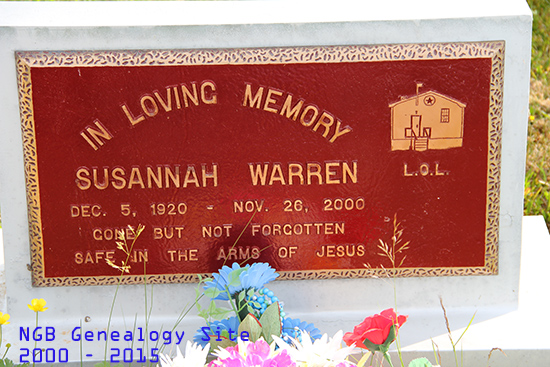 IN LOVING MEMORY
SUSANNAH WARREN
DEC. 5, 1920 - NOV. 26, 2000
GONE BUT NOT FORGOTTEN
SAFE IN THE ARMS OF JESUS
L.O.L.
NGB Genealogy Site
2000 - 2015